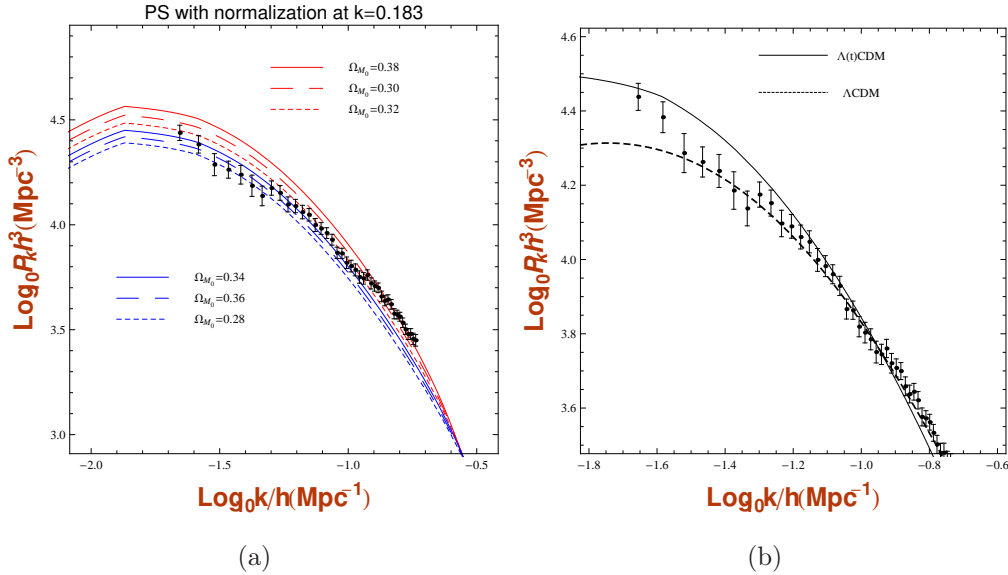 PS with normalization at k=0.183
Ω_{M_0}=0.38
Ω_{M_0}=0.30
Ω_{M_0}=0.32
Ω_{M_0}=0.34
Ω_{M_0}=0.36
Ω_{M_0}=0.28
4.5
4.0
3.5
3.0
-2.0
-1.5
-1.0
-0.5
Log₀P_k h³(Mpc⁻³)
Log₀k/h(Mpc⁻¹)
(a)
Λ(t)CDM
ΛCDM
4.6
4.4
4.2
4.0
3.8
3.6
-1.8
-1.6
-1.4
-1.2
-1.0
-0.8
-0.6
Log₀P_k h³(Mpc⁻³)
Log₀k/h(Mpc⁻¹)
(b)